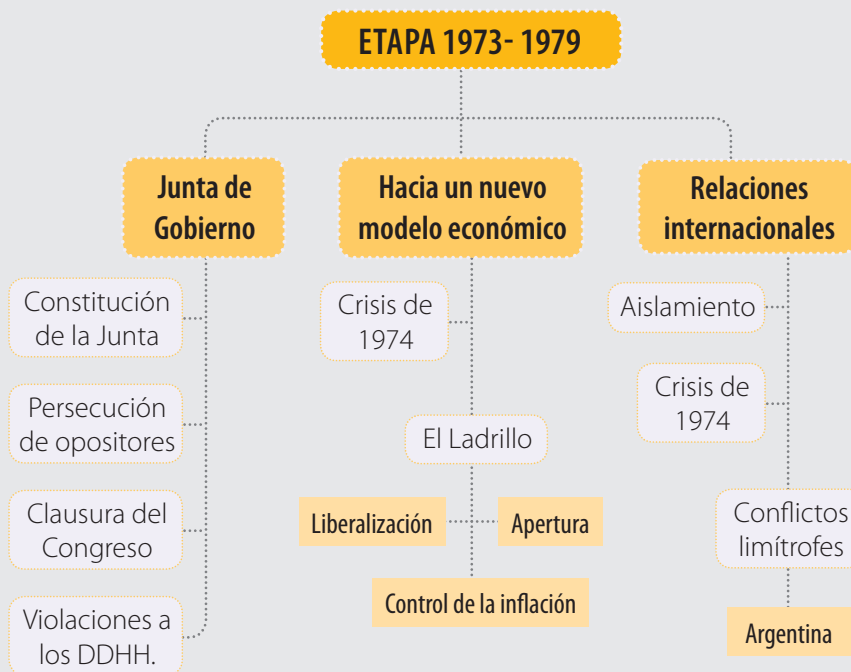 ETAPA 1973- 1979
Junta de
Gobierno
Constitución
de la Junta
Persecución
de opositores
Clausura del
Congreso
Violaciones a
los DDHH.
Hacia un nuevo
modelo económico
Crisis de
1974
El Ladrillo
Liberalización
Apertura
Control de la inflación
Relaciones
internacionales
Aislamiento
Crisis de
1974
Conflictos
limítrofes
Argentina